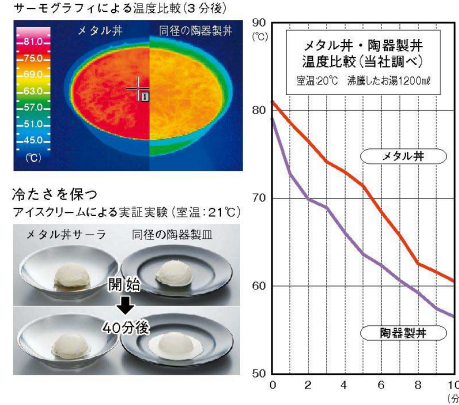 サーモグラフィによる温度比較(3分後)
メタル丼
同径の陶器製丼
81.0
75.0
69.0
63.0
57.0
51.0
45.0
(℃)
冷たさを保つ
アイスクリームによる実証実験(室温:21℃)
メタル丼サーラ
同径の陶器製皿
開始
40分後
90
(℃)
80
70
60
50
メタル丼・陶器製丼
温度比較(当社調べ)
室温20℃ 沸騰したお湯1200mℓ
メタル丼
陶器製丼
0 2 4 6 8 10
(分